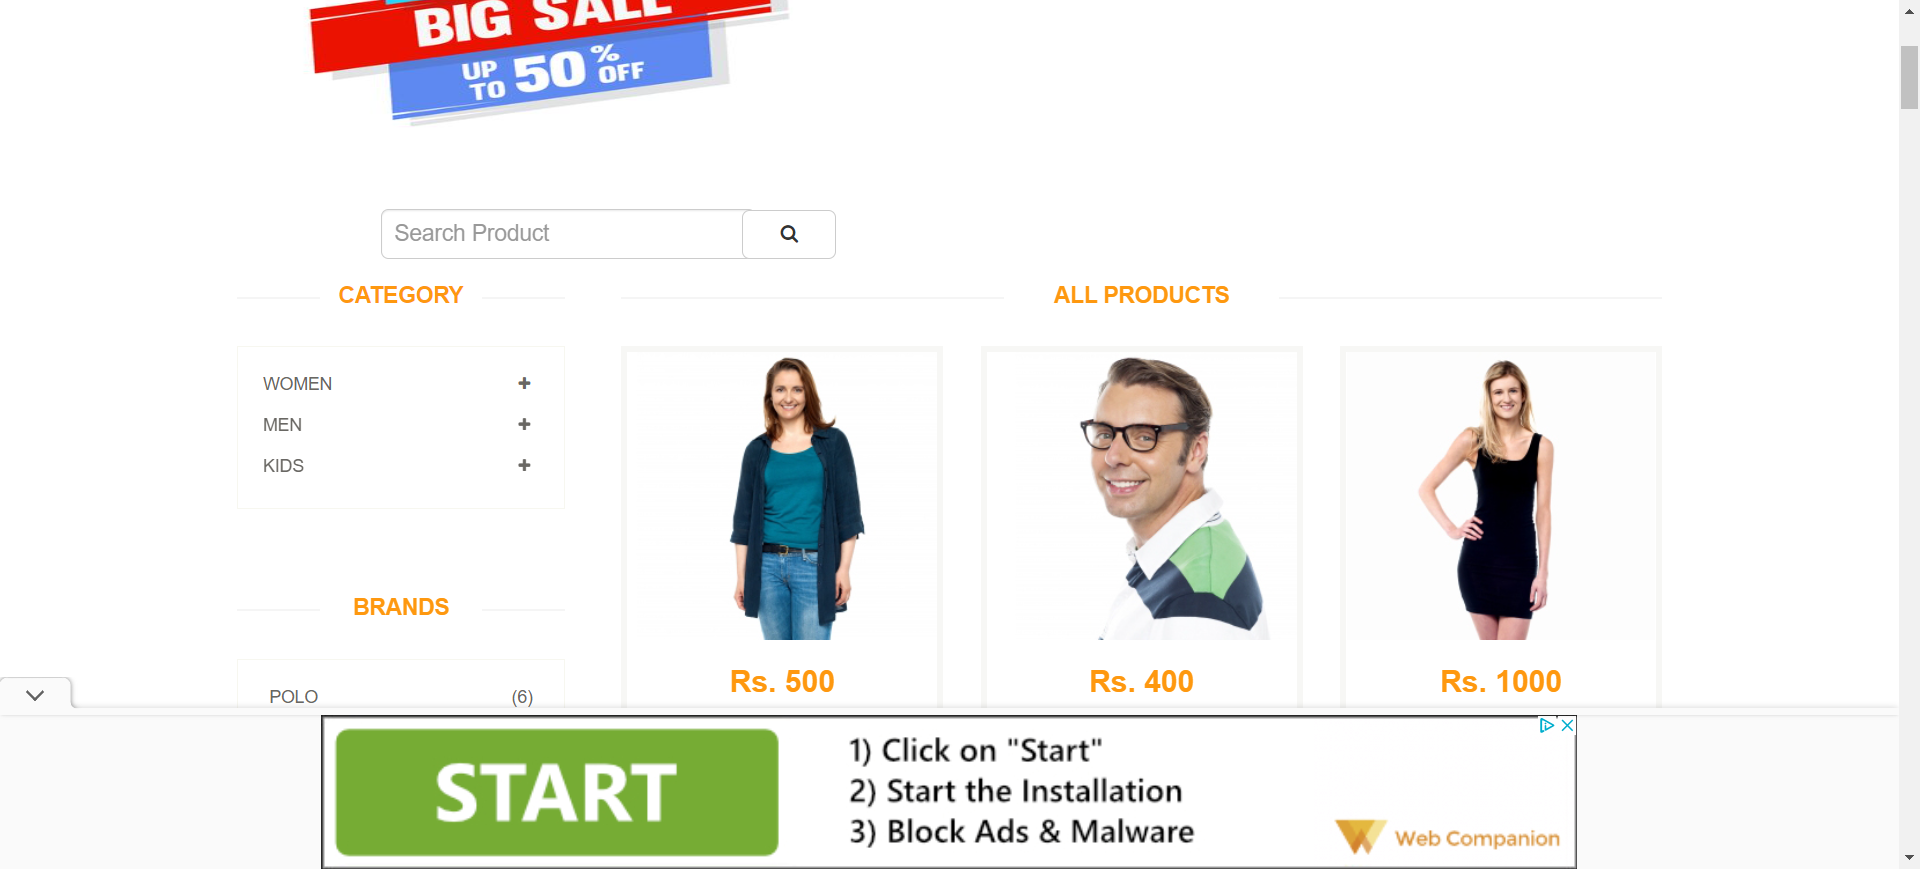 BIG SALE
UP TO 50% OFF
Search Product
CATEGORY
WOMEN
MEN
KIDS
BRANDS
POLO (6)
ALL PRODUCTS
Rs. 500
Rs. 400
Rs. 1000
START
1) Click on "Start"
2) Start the Installation
3) Block Ads & Malware
Web Companion